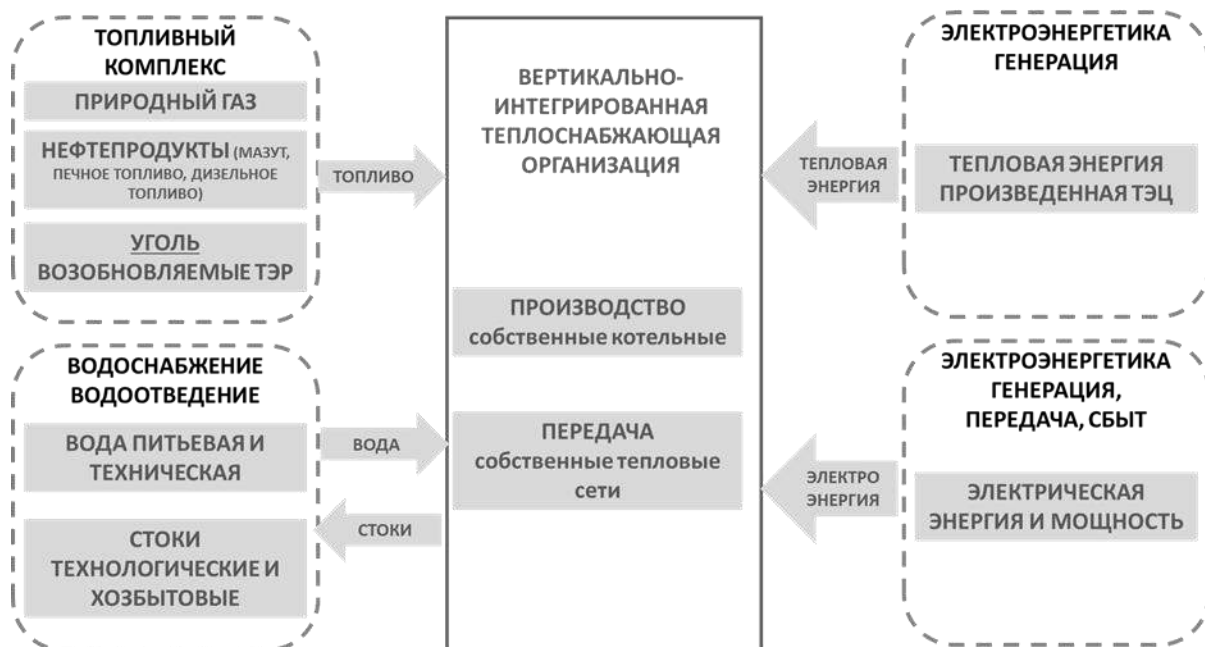 ТОПЛИВНЫЙ
КОМПЛЕКС
ПРИРОДНЫЙ ГАЗ
НЕФТЕПРОДУКТЫ (МАЗУТ,
ПЕЧНОЕ ТОПЛИВО, ДИЗЕЛЬНОЕ
ТОПЛИВО)
УГОЛЬ
ВОЗОБНОВЛЯЕМЫЕ ТЭР
ТОПЛИВО
ВОДОСНАБЖЕНИЕ
ВОДООТВЕДЕНИЕ
ВОДА ПИТЬЕВАЯ И
ТЕХНИЧЕСКАЯ
СТОКИ
ТЕХНОЛОГИЧЕСКИЕ И
ХОЗБЫТОВЫЕ
ВОДА
СТОКИ
ВЕРТИКАЛЬНО-
ИНТЕГРИРОВАННАЯ
ТЕПЛОСНАБЖАЮЩАЯ
ОРГАНИЗАЦИЯ
ПРОИЗВОДСТВО
собственные котельные
ПЕРЕДАЧА
собственные тепловые
сети
ТЕПЛОВАЯ
ЭНЕРГИЯ
ЭЛЕКТРОЭНЕРГЕТИКА
ГЕНЕРАЦИЯ
ТЕПЛОВАЯ ЭНЕРГИЯ
ПРОИЗВЕДЕННАЯ ТЭЦ
ЭЛЕКТРО
ЭНЕРГИЯ
ЭЛЕКТРОЭНЕРГЕТИКА
ГЕНЕРАЦИЯ,
ПЕРЕДАЧА, СБЫТ
ЭЛЕКТРИЧЕСКАЯ
ЭНЕРГИЯ И МОЩНОСТЬ